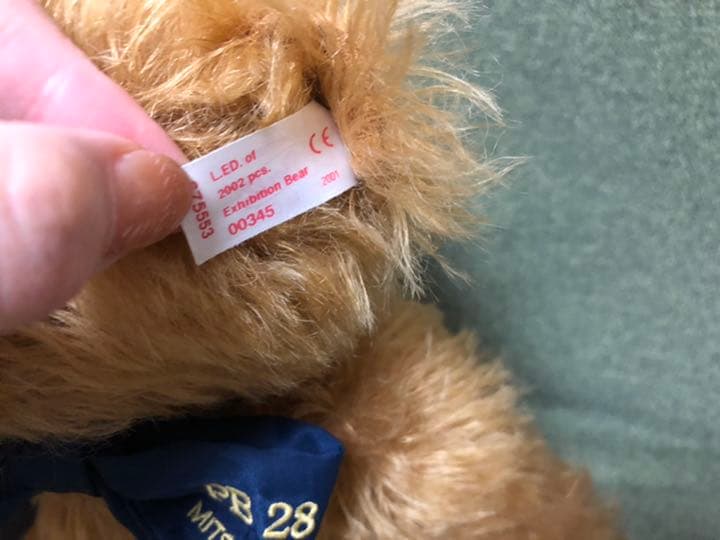 L.ED. of
2002 pcs.
Exhibition Bear
00345
CE
2001
75553
28